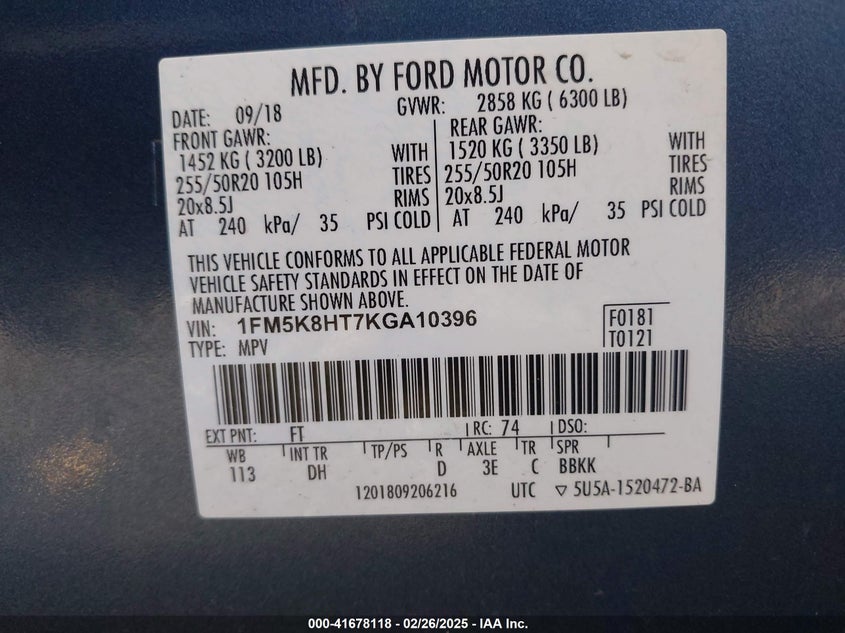 MFD. BY FORD MOTOR CO.
DATE: 09/18 GVWR: 2858 KG ( 6300 LB)
FRONT GAWR: REAR GAWR:
1452 KG ( 3200 LB) WITH 1520 KG ( 3350 LB) WITH
255/50R20 105H TIRES 255/50R20 105H TIRES
20x8.5J RIMS 20x8.5J RIMS
AT 240 kPa/ 35 PSI COLD AT 240 kPa/ 35 PSI COLD
THIS VEHICLE CONFORMS TO ALL APPLICABLE FEDERAL MOTOR
VEHICLE SAFETY STANDARDS IN EFFECT ON THE DATE OF
MANUFACTURE SHOWN ABOVE.
VIN: 1FM5K8HT7KGA10396 F0181
TYPE: MPV T0121
EXT PNT: FT RC: 74 DSO:
WB INT TR TP/PS R AXLE TR SPR
113 DH D 3E C BBKK
1201809206216 UTC ▽ 5U5A-1520472-BA
000-41678118 - 02/26/2025 - IAA Inc.